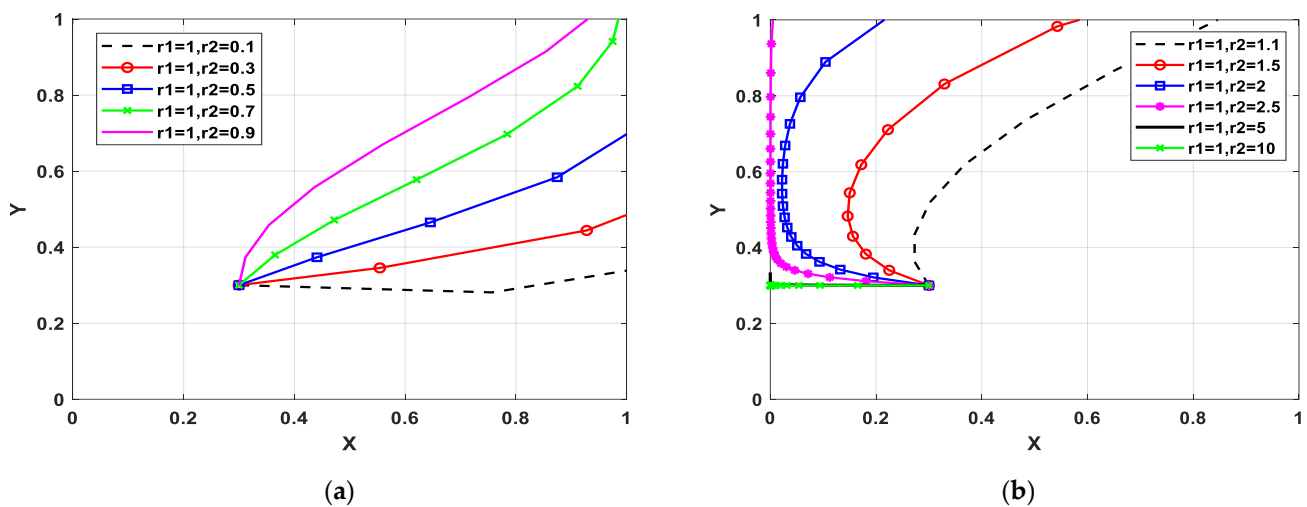 1
0.8
0.6
0.4
0.2
0
Y
0
0.2
0.4
0.6
0.8
1
X
r1=1,r2=0.1
r1=1,r2=0.3
r1=1,r2=0.5
r1=1,r2=0.7
r1=1,r2=0.9
(a)
1
0.8
0.6
0.4
0.2
0
Y
0
0.2
0.4
0.6
0.8
1
X
r1=1,r2=1.1
r1=1,r2=1.5
r1=1,r2=2
r1=1,r2=2.5
r1=1,r2=5
r1=1,r2=10
(b)